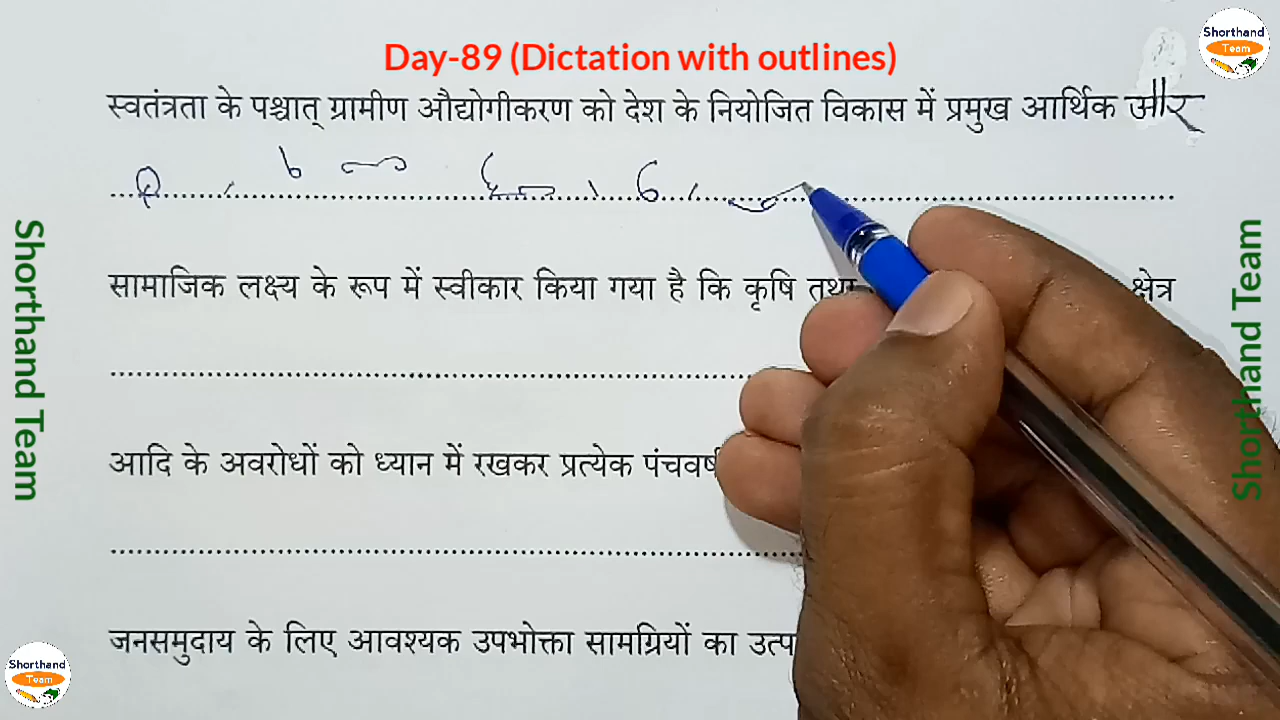 Day-89 (Dictation with outlines)
Shorthand Team
स्वतंत्रता के पश्चात् ग्रामीण औद्योगीकरण को देश के नियोजित विकास में प्रमुख आर्थिक और
सामाजिक लक्ष्य के रूप में स्वीकार किया गया है कि कृषि तथा क्षेत्र
Shorthand Team
Shorthand Team
आदि के अवरोधों को ध्यान में रखकर प्रत्येक
जनसमुदाय के लिए आवश्यक उपभोक्ता सामग्रियों का
Shorthand Team